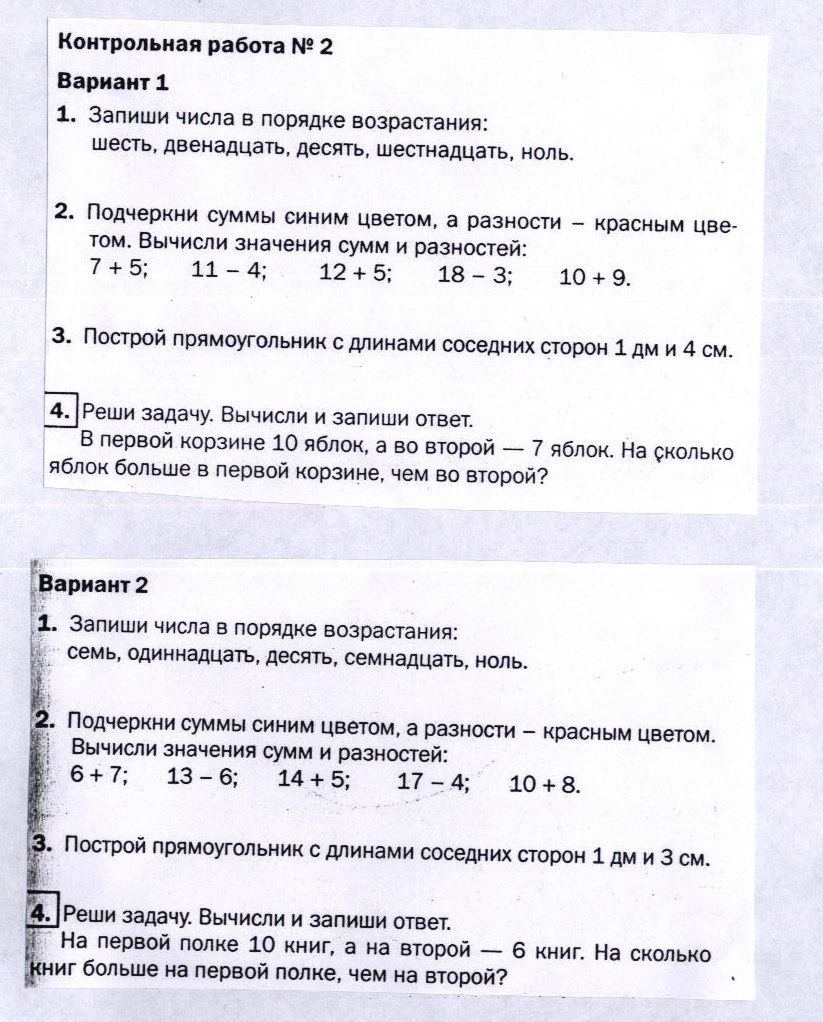 Контрольная работа № 2
Вариант 1
1. Запиши числа в порядке возрастания:
шесть, двенадцать, десять, шестнадцать, ноль.
2. Подчеркни суммы синим цветом, а разности – красным цве-
том. Вычисли значения сумм и разностей:
7 + 5; 11 – 4; 12 + 5; 18 – 3; 10 + 9.
3. Построй прямоугольник с длинами соседних сторон 1 дм и 4 см.
4. Реши задачу. Вычисли и запиши ответ.
В первой корзине 10 яблок, а во второй — 7 яблок. На сколько
яблок больше в первой корзине, чем во второй?
Вариант 2
1. Запиши числа в порядке возрастания:
семь, одиннадцать, десять, семнадцать, ноль.
2. Подчеркни суммы синим цветом, а разности – красным цветом.
Вычисли значения сумм и разностей:
6 + 7; 13 – 6; 14 + 5; 17 – 4; 10 + 8.
3. Построй прямоугольник с длинами соседних сторон 1 дм и 3 см.
4. Реши задачу. Вычисли и запиши ответ.
На первой полке 10 книг, а на второй — 6 книг. На сколько
книг больше на первой полке, чем на второй?